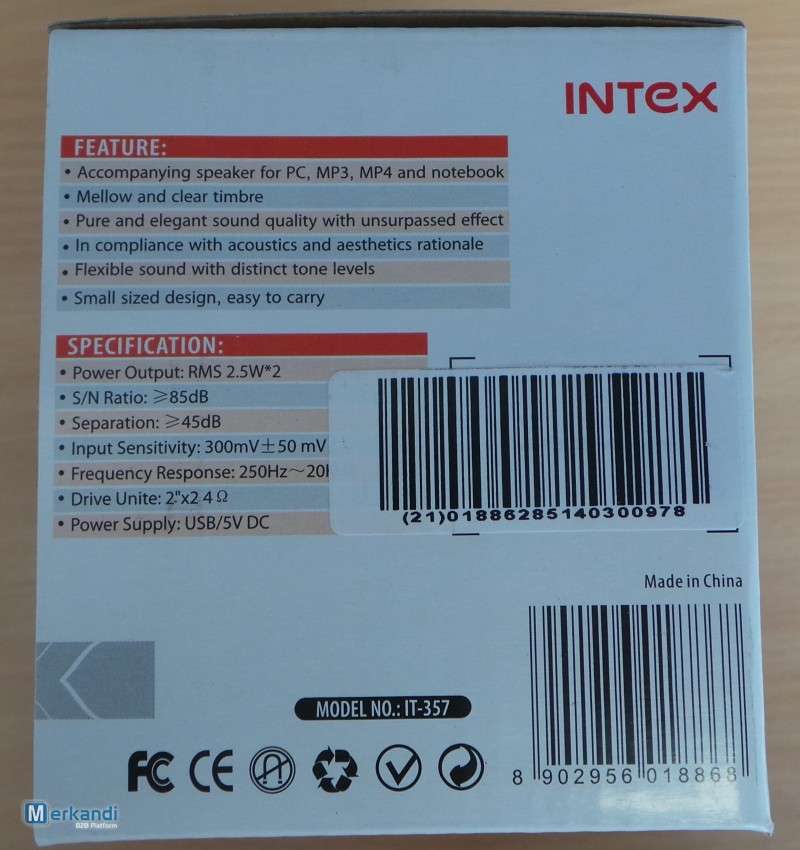 INTEX
FEATURE:
• Accompanying speaker for PC, MP3, MP4 and notebook
• Mellow and clear timbre
• Pure and elegant sound quality with unsurpassed effect
• In compliance with acoustics and aesthetics rationale
• Flexible sound with distinct tone levels
• Small sized design, easy to carry
SPECIFICATION:
• Power Output: RMS 2.5W*2
• S/N Ratio: ≥85dB
• Separation: ≥45dB
• Input Sensitivity: 300mV±50 mV
• Frequency Response: 250Hz~20
• Drive Unite: 2"x2 4Ω
• Power Supply: USB/5V DC
(21)01886285140300978
Made in China
MODEL NO.: IT-357
FC CE
8 902956 018868
Merkandi
B2B Platform